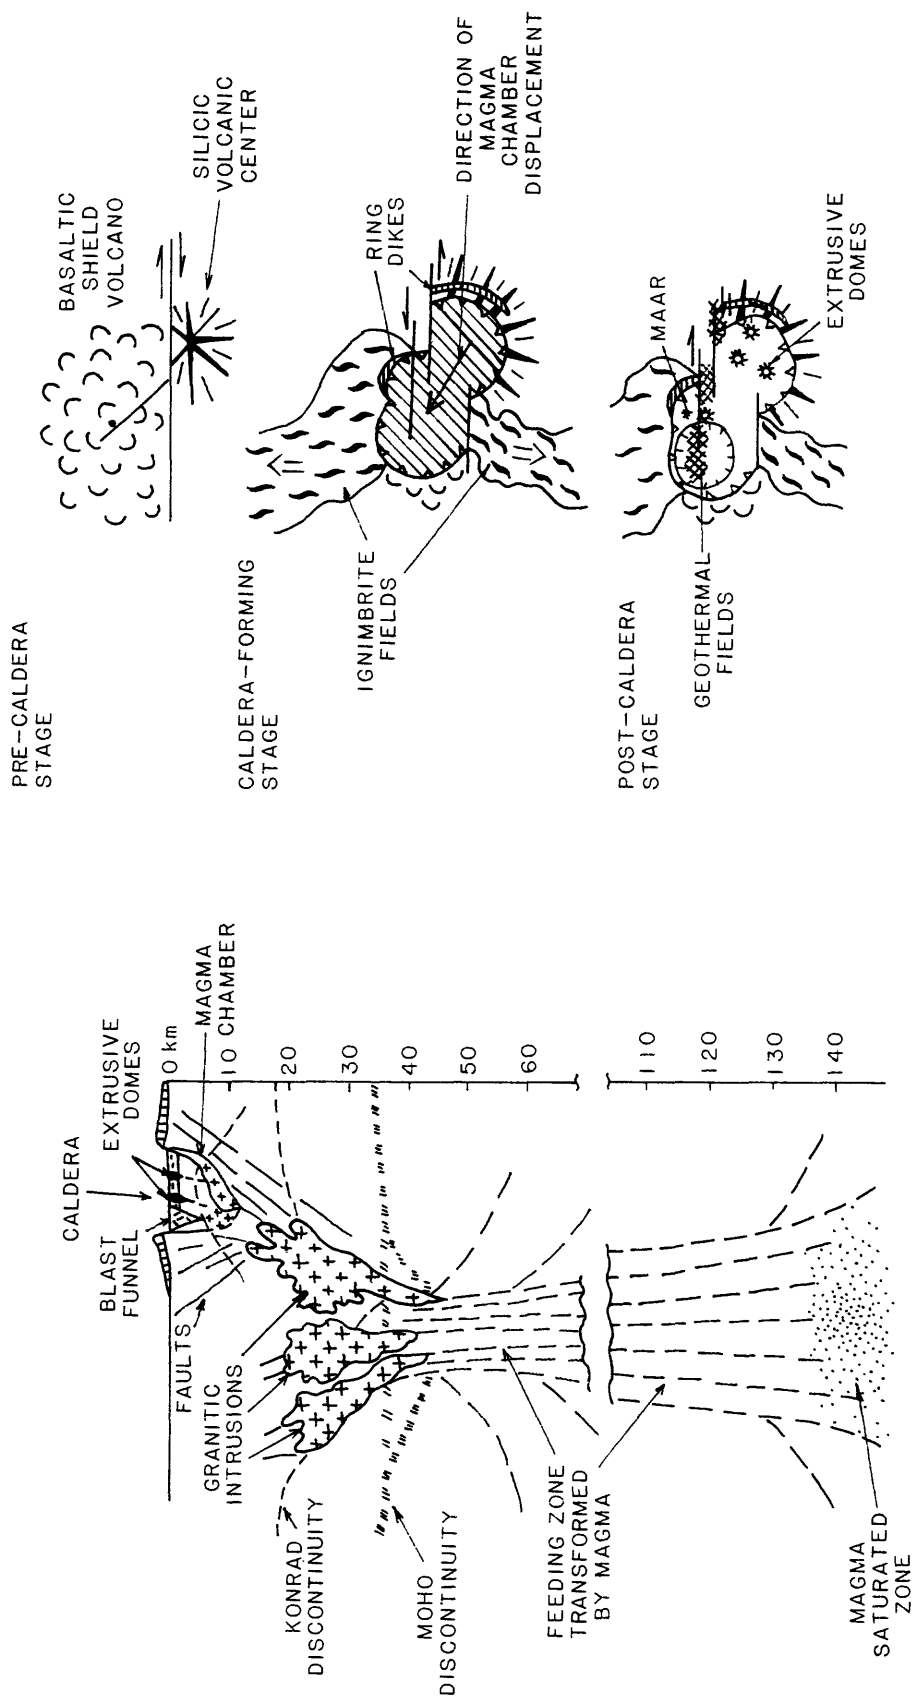 CALDERA
EXTRUSIVE
DOMES
BLAST
FUNNEL
MAGMA
CHAMBER
FAULTS
GRANITIC
INTRUSIONS
KONRAD
DISCONTINUITY
MOHO
DISCONTINUITY
FEEDING ZONE
TRANSFORMED
BY MAGMA
MAGMA
SATURATED
ZONE
0 km
10
20
30
40
50
60
110
120
130
140
PRE-CALDERA
STAGE
BASALTIC
SHIELD
VOLCANO
SILICIC
VOLCANIC
CENTER
CALDERA-FORMING
STAGE
IGNIMBRITE
FIELDS
RING
DIKES
DIRECTION OF
MAGMA
CHAMBER
DISPLACEMENT
POST-CALDERA
STAGE
GEOTHERMAL
FIELDS
MAAR
EXTRUSIVE
DOMES